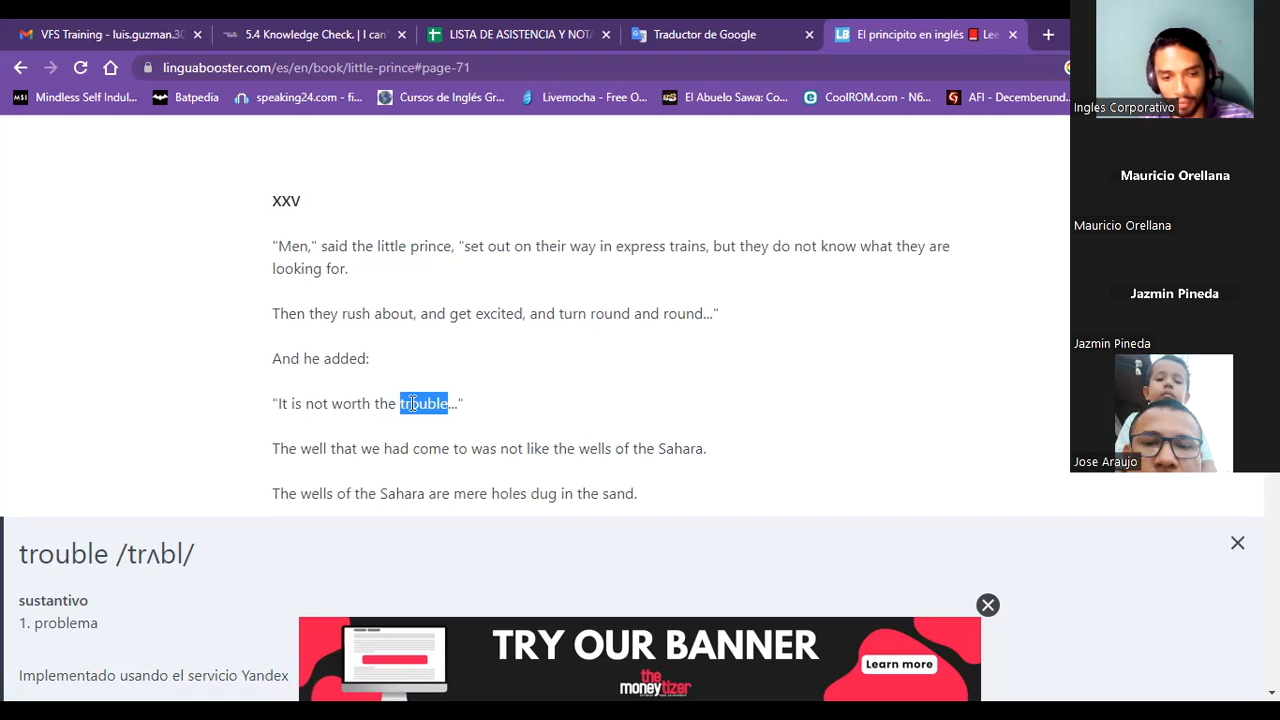 VFS Training - luis.guzman.30
5.4 Knowledge Check. | I can'
LISTA DE ASISTENCIA Y NOTA
Traductor de Google
El principito en inglés 📕 Lee
linguabooster.com/es/en/book/little-prince#page-71
Mindless Self Indul...
Batpedia
speaking24.com - fi...
Cursos de Inglés Gr...
Livemocha - Free O...
El Abuelo Sawa: Co...
CoolROM.com - N6...
AFI - Decemberund...
XXV
"Men," said the little prince, "set out on their way in express trains, but they do not know what they are
looking for.
Then they rush about, and get excited, and turn round and round..."
And he added:
"It is not worth the trouble..."
The well that we had come to was not like the wells of the Sahara.
The wells of the Sahara are mere holes dug in the sand.
trouble /trʌbl/
sustantivo
1. problema
Implementado usando el servicio Yandex
TRY OUR BANNER
the
moneytizer
Learn more
Ingles Corporativo
Mauricio Orellana
Mauricio Orellana
Jazmin Pineda
Jazmin Pineda
Jose Araujo